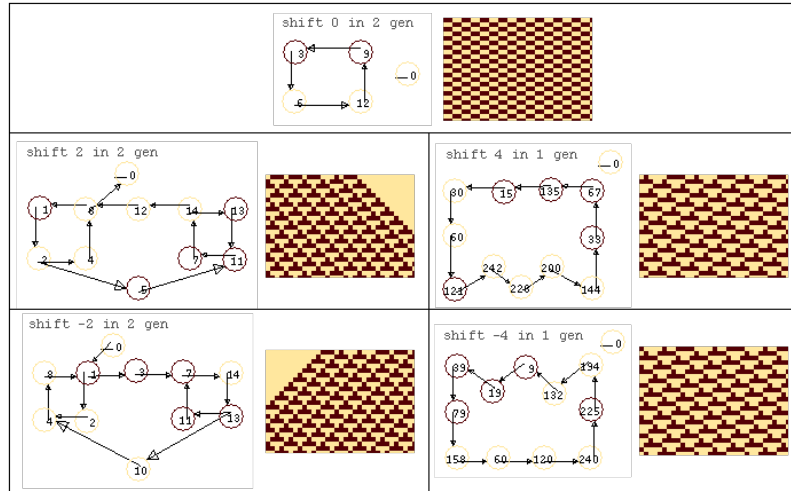 shift 0 in 2 gen
3 9
0
6 12
shift 2 in 2 gen
0
1 8 12 14 13
2 4 7 11
5
shift 4 in 1 gen
0
30 15 135 67
60 33
242 200
121 228 144
shift -2 in 2 gen
0
8 1 3 7 14
4 2 11 13
10
shift -4 in 1 gen
0
39 9 194
19 132
79 225
158 60 120 240